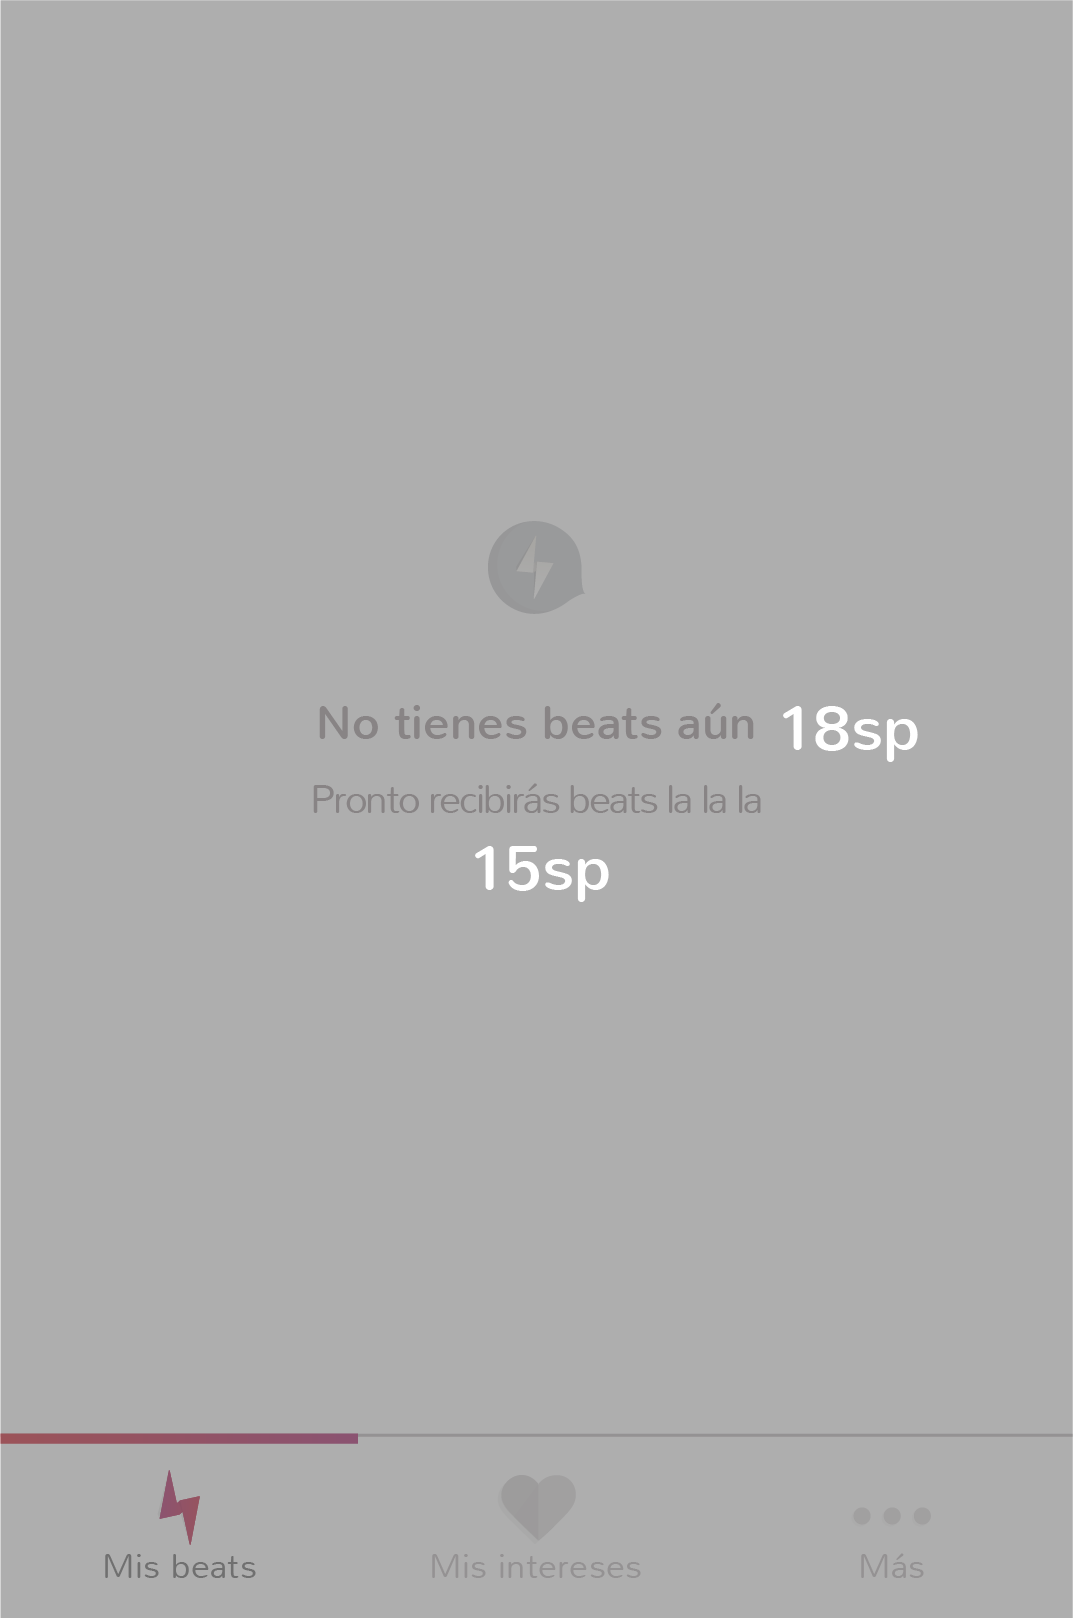 No tienes beats aún 18sp
Pronto recibirás beats la la la
15sp
Mis beats Mis intereses Más